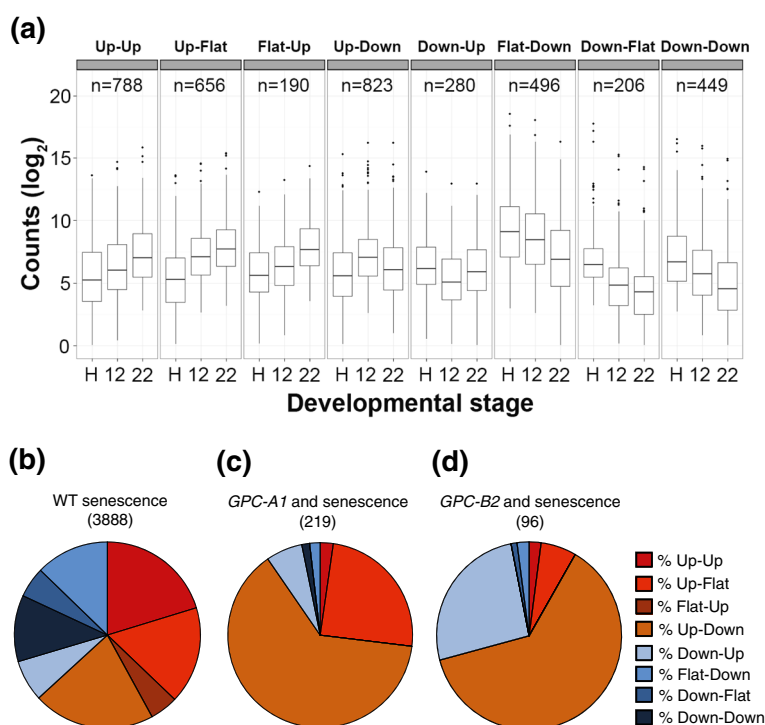 (a)
Up-Up Up-Flat Flat-Up Up-Down Down-Up Flat-Down Down-Flat Down-Down
n=788 n=656 n=190 n=823 n=280 n=496 n=206 n=449
Counts (log2)
20
15
10
5
0
H 12 22 H 12 22 H 12 22 H 12 22 H 12 22 H 12 22 H 12 22 H 12 22
Developmental stage
(b)
WT senescence
(3888)
(c)
GPC-A1 and senescence
(219)
(d)
GPC-B2 and senescence
(96)
% Up-Up
% Up-Flat
% Flat-Up
% Up-Down
% Down-Up
% Flat-Down
% Down-Flat
% Down-Down